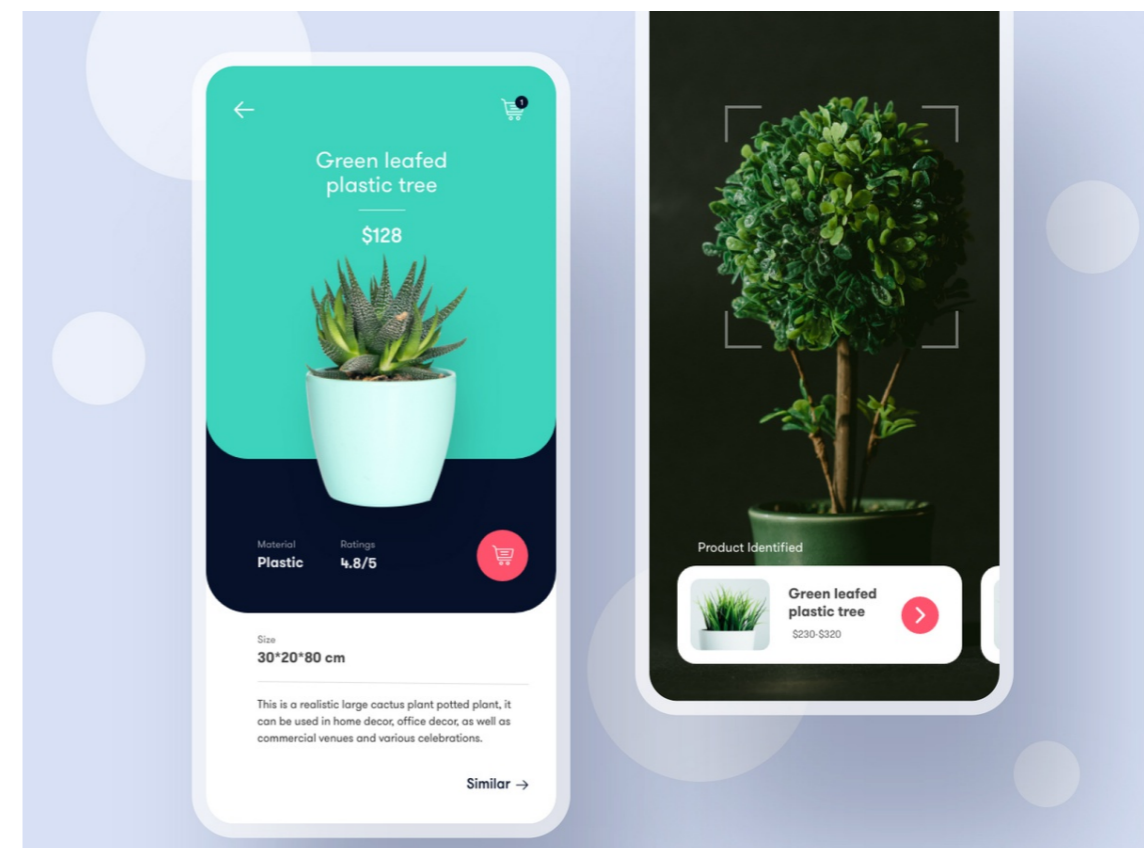 1
Green leafed
plastic tree
$128
Material
Plastic
Ratings
4.8/5
Size
30*20*80 cm
This is a realistic large cactus plant potted plant, it
can be used in home decor, office decor, as well as
commercial venues and various celebrations.
Similar →
Product Identified
Green leafed
plastic tree
$230-$320